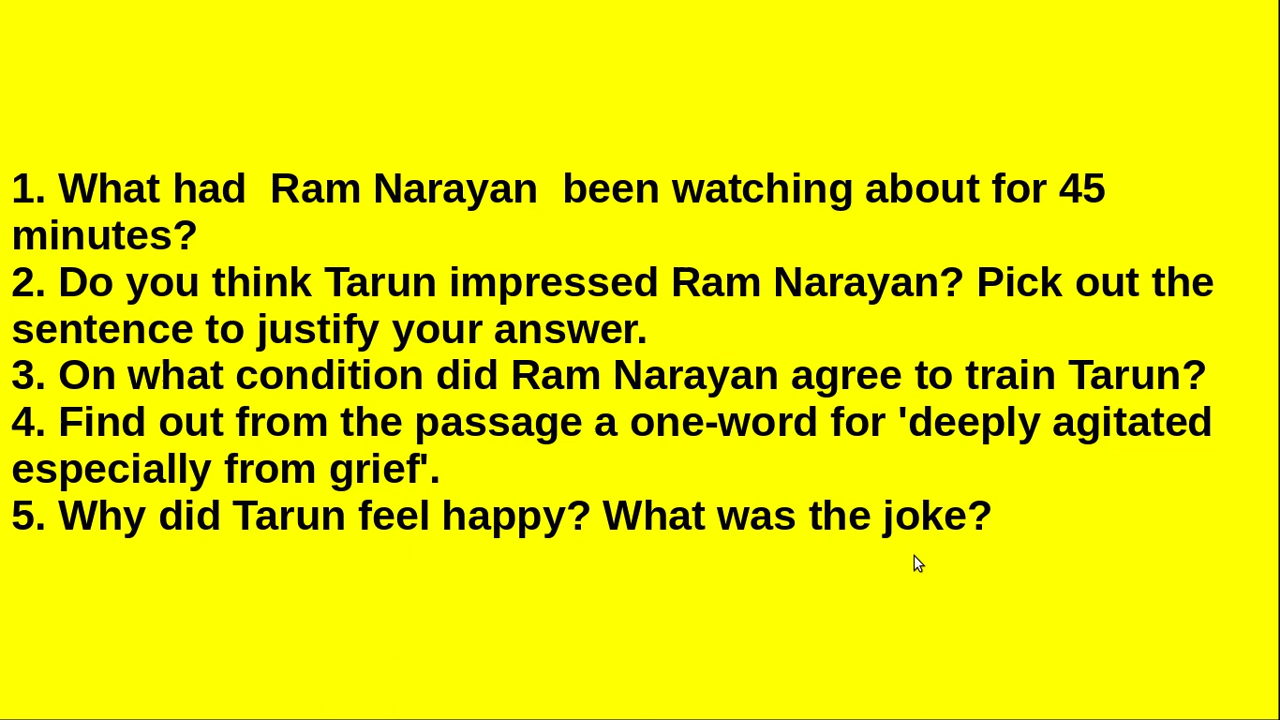 1. What had  Ram Narayan  been watching about for 45
minutes?
2. Do you think Tarun impressed Ram Narayan? Pick out the
sentence to justify your answer.
3. On what condition did Ram Narayan agree to train Tarun?
4. Find out from the passage a one-word for 'deeply agitated
especially from grief'.
5. Why did Tarun feel happy? What was the joke?